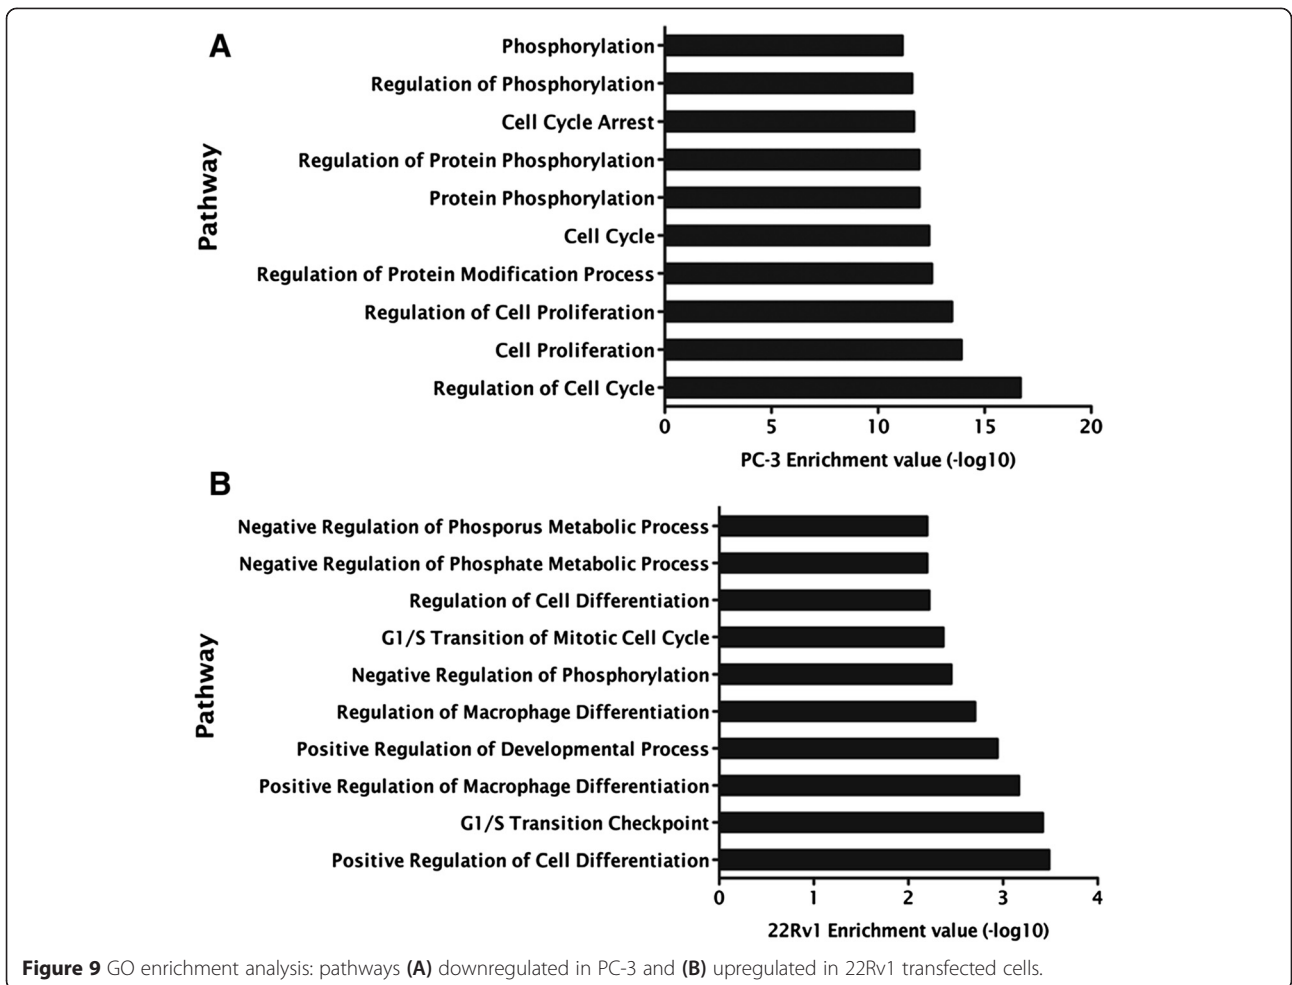 A
Pathway
Phosphorylation
Regulation of Phosphorylation
Cell Cycle Arrest
Regulation of Protein Phosphorylation
Protein Phosphorylation
Cell Cycle
Regulation of Protein Modification Process
Regulation of Cell Proliferation
Cell Proliferation
Regulation of Cell Cycle
0 5 10 15 20
PC-3 Enrichment value (-log10)
B
Pathway
Negative Regulation of Phosporus Metabolic Process
Negative Regulation of Phosphate Metabolic Process
Regulation of Cell Differentiation
G1/S Transition of Mitotic Cell Cycle
Negative Regulation of Phosphorylation
Regulation of Macrophage Differentiation
Positive Regulation of Developmental Process
Positive Regulation of Macrophage Differentiation
G1/S Transition Checkpoint
Positive Regulation of Cell Differentiation
0 1 2 3 4
22Rv1 Enrichment value (-log10)
Figure 9 GO enrichment analysis: pathways (A) downregulated in PC-3 and (B) upregulated in 22Rv1 transfected cells.